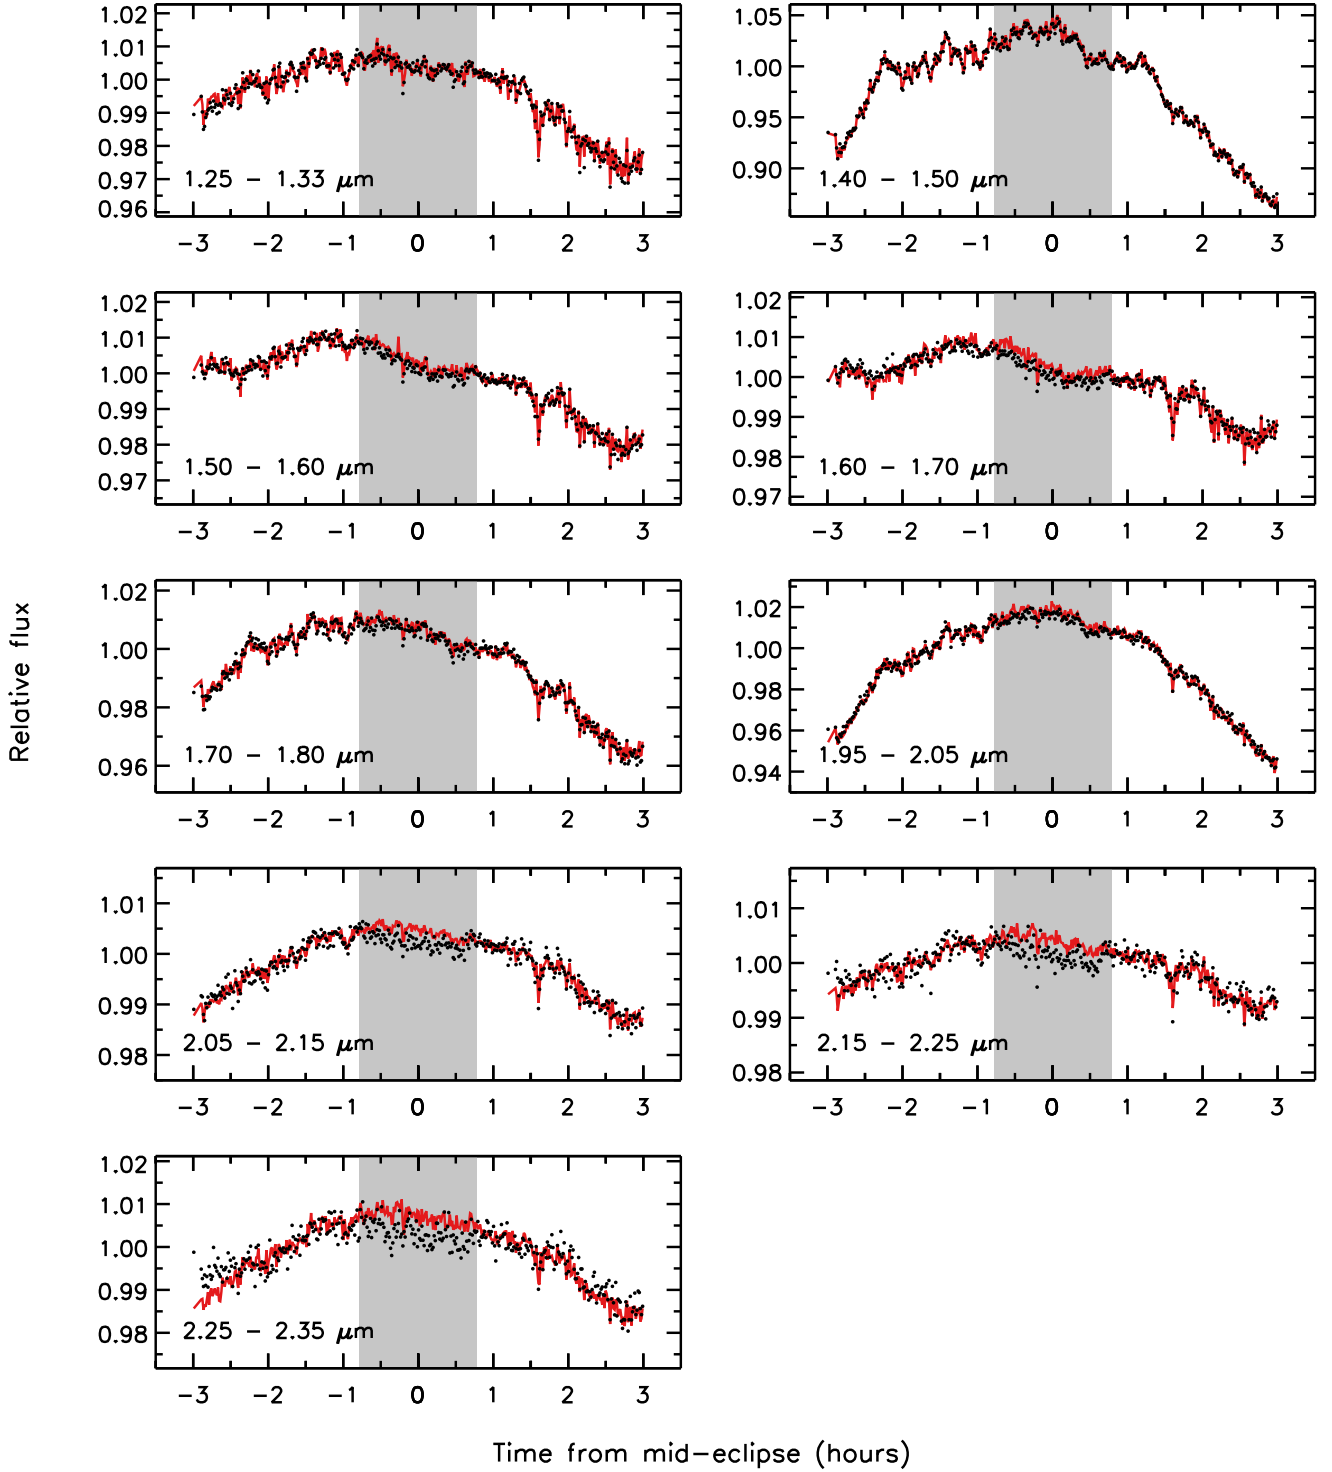 1.02
1.01
1.00
0.99
0.98
0.97
0.96
1.25 − 1.33 μm
−3 −2 −1 0 1 2 3
1.05
1.00
0.95
0.90
1.40 − 1.50 μm
−3 −2 −1 0 1 2 3
1.02
1.01
1.00
0.99
0.98
0.97
1.50 − 1.60 μm
−3 −2 −1 0 1 2 3
1.02
1.01
1.00
0.99
0.98
0.97
1.60 − 1.70 μm
−3 −2 −1 0 1 2 3
Relative flux
1.02
1.00
0.98
0.96
1.70 − 1.80 μm
−3 −2 −1 0 1 2 3
1.02
1.00
0.98
0.96
0.94
1.95 − 2.05 μm
−3 −2 −1 0 1 2 3
1.01
1.00
0.99
0.98
2.05 − 2.15 μm
−3 −2 −1 0 1 2 3
1.01
1.00
0.99
0.98
2.15 − 2.25 μm
−3 −2 −1 0 1 2 3
1.02
1.01
1.00
0.99
0.98
2.25 − 2.35 μm
−3 −2 −1 0 1 2 3
Time from mid−eclipse (hours)